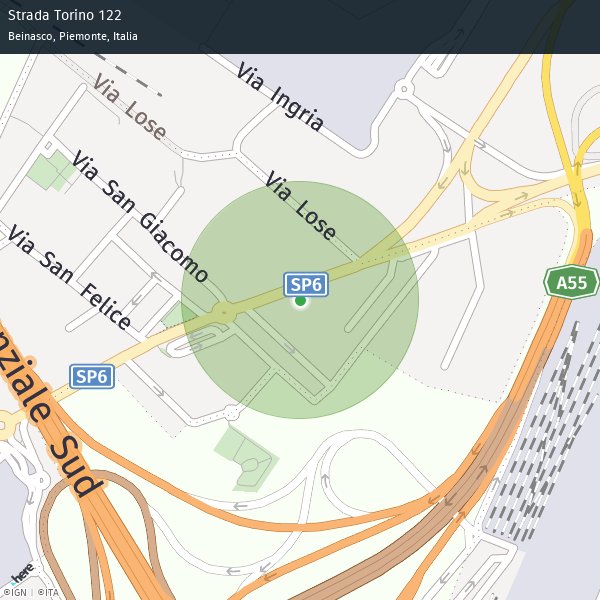 Strada Torino 122
Beinasco, Piemonte, Italia
Via Ingria
Via Lose
Via San Giacomo
Via Lose
Via San Felice
SP6
A55
SP6
nziale Sud
here
©IGN | ©ITA